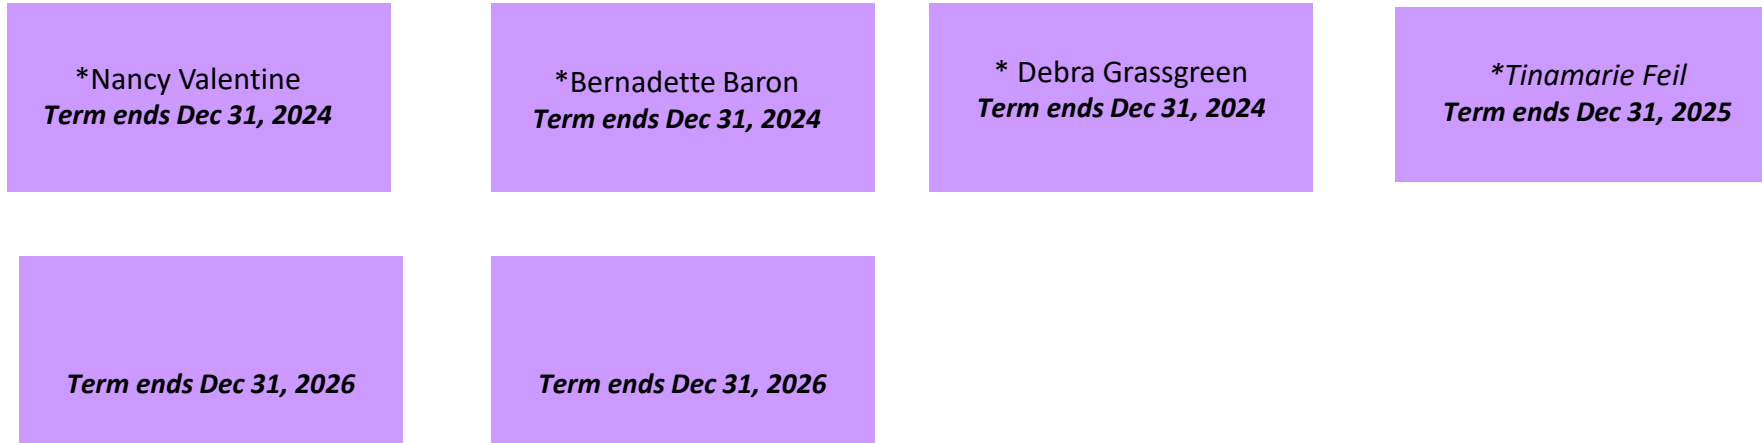 *Nancy Valentine
Term ends Dec 31, 2024
*Bernadette Baron
Term ends Dec 31, 2024
* Debra Grassgreen
Term ends Dec 31, 2024
*Tinamarie Feil
Term ends Dec 31, 2025
Term ends Dec 31, 2026
Term ends Dec 31, 2026